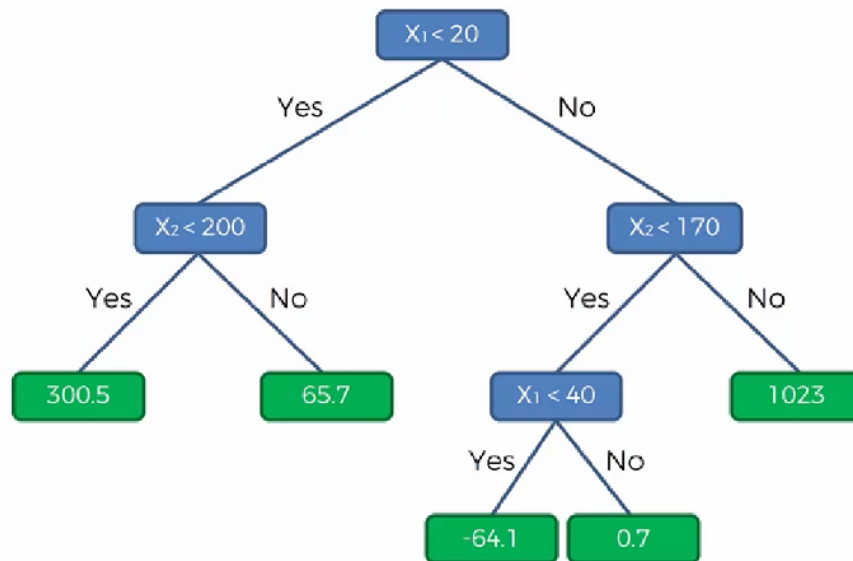 X₁ < 20
Yes
No
X₂ < 200
X₂ < 170
Yes
No
Yes
No
300.5
65.7
X₁ < 40
1023
Yes
No
-64.1
0.7